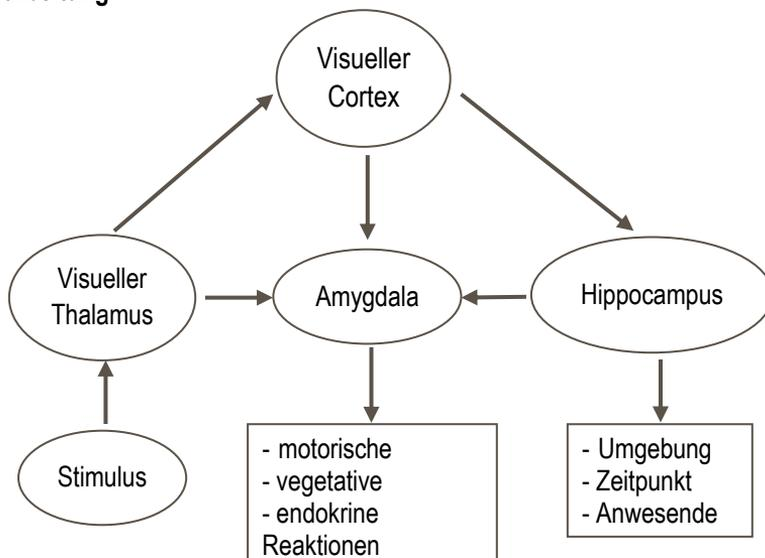 Visueller
Cortex
Visueller
Thalamus
Amygdala
Hippocampus
Stimulus
- motorische
- vegetative
- endokrine
Reaktionen
- Umgebung
- Zeitpunkt
- Anwesende